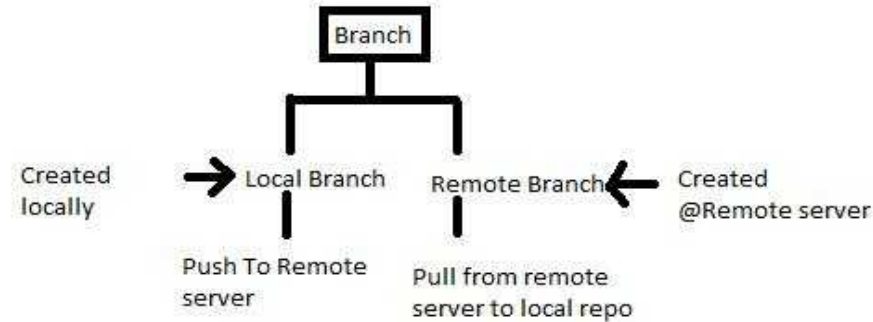 Branch
Created
locally
Local Branch
Remote Branch
Created
@Remote server
Push To Remote
server
Pull from remote
server to local repo